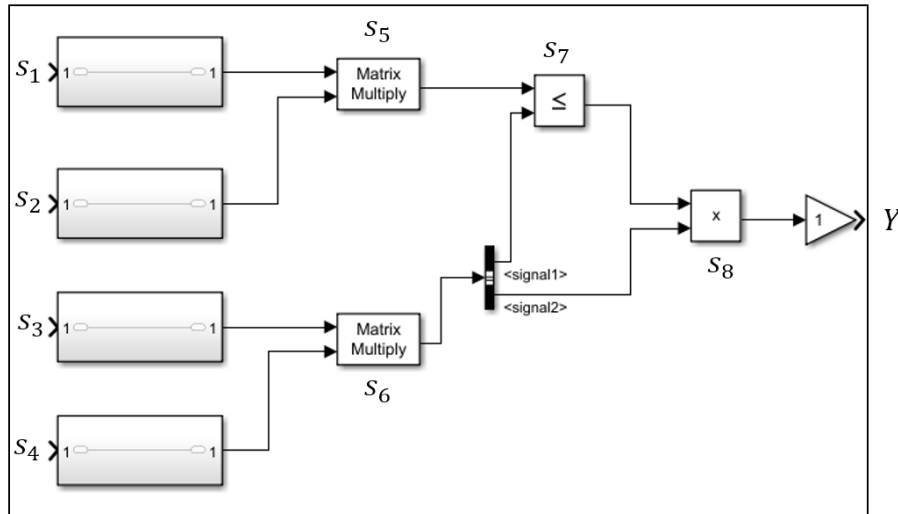 s5
s7
s1
1
1
Matrix
Multiply
≤
s2
1
1
x
1
Y
s8
<signal1>
<signal2>
s3
1
1
Matrix
Multiply
s6
s4
1
1